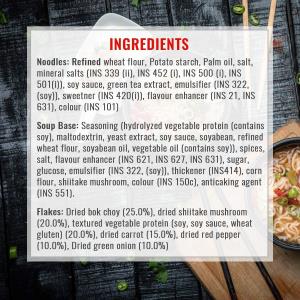 INGREDIENTS
Noodles: Refined wheat flour, Potato starch, Palm oil, salt,
mineral salts (INS 339 (ii), INS 452 (i), INS 500 (i), INS
501(i)), soy sauce, green tea extract, emulsifier (INS 322,
(soy)), sweetner (INS 420(i)), flavour enhancer (INS 21, INS
631), colour (INS 101)
Soup Base: Seasoning (hydrolyzed vegetable protein (contains
soy), maltodextrin, yeast extract, soy sauce, soyabean, refined
wheat flour, soyabean oil, vegetable oil (contains soy)), spices,
salt, flavour enhancer (INS 621, INS 627, INS 631), sugar,
glucose, emulsifier (INS 322, (soy)), thickener (INS414), corn
flour, shiitake mushroom, colour (INS 150c), anticaking agent
(INS 551).
Flakes: Dried bok choy (25.0%), dried shiitake mushroom
(20.0%), textured vegetable protein (soy, soy sauce, wheat
gluten) (20.0%), dried carrot (15.0%), dried red pepper
(10.0%), Dried green onion (10.0%)